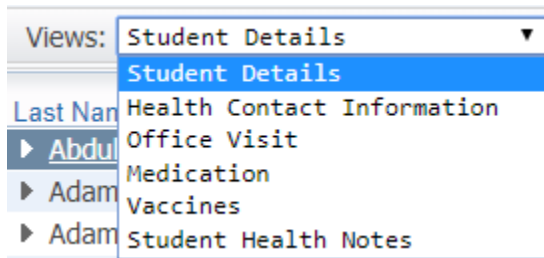 Views: Student Details
Student Details
Health Contact Information
Last Nam
Office Visit
Abdul
Medication
Adam
Vaccines
Adam
Student Health Notes